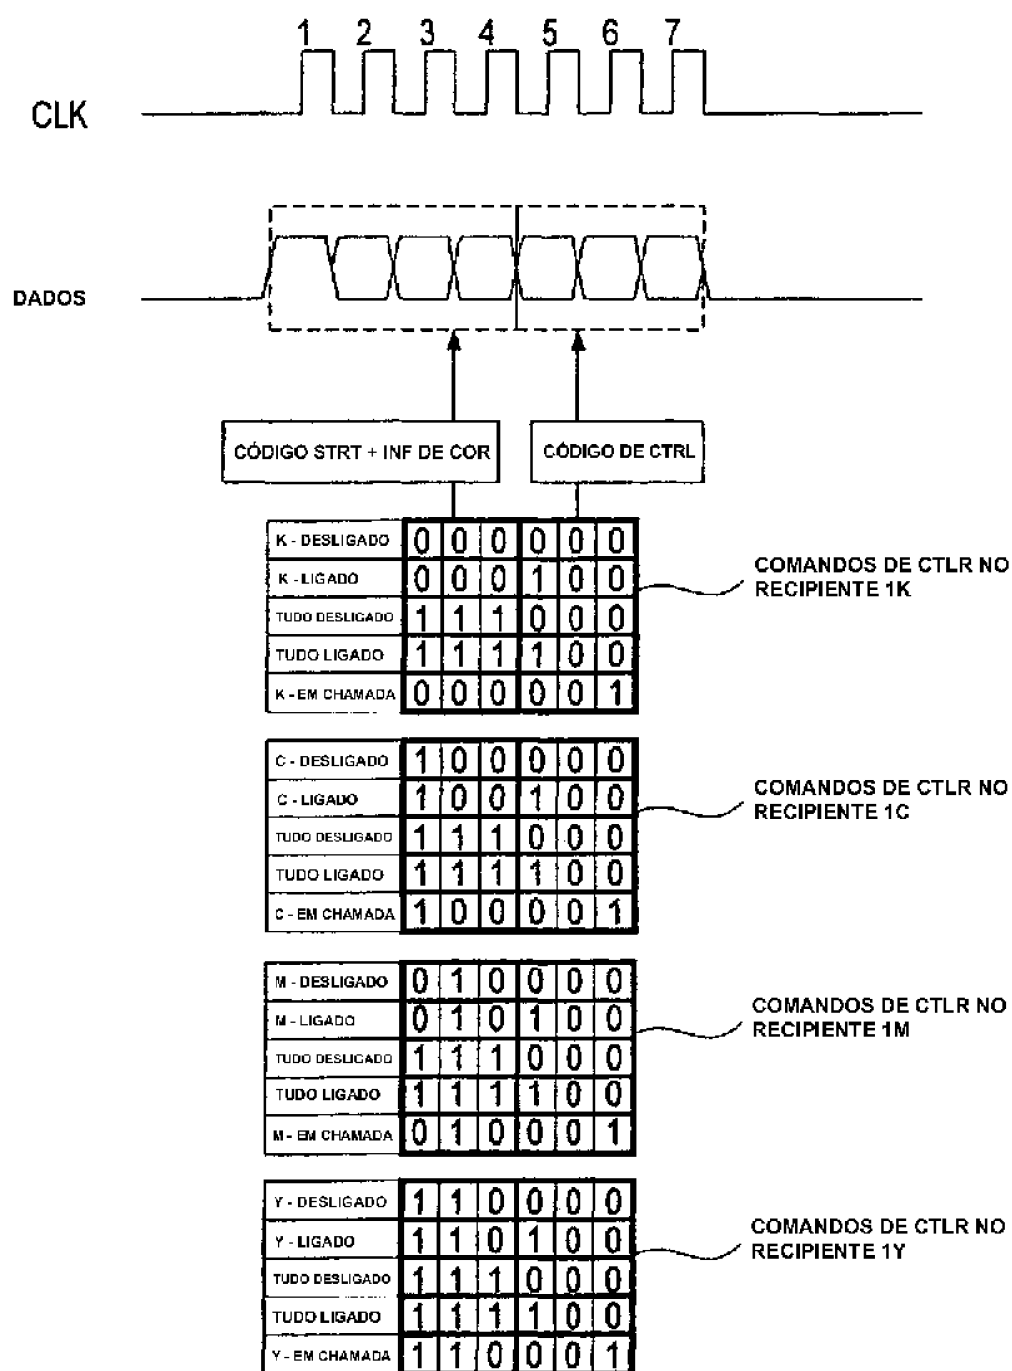 1 2 3 4 5 6 7
CLK
DADOS
CÓDIGO STRT + INF DE COR
CÓDIGO DE CTRL
K - DESLIGADO 0 0 0 0 0 0
K - LIGADO 0 0 0 1 0 0
TUDO DESLIGADO 1 1 1 0 0 0
TUDO LIGADO 1 1 1 1 0 0
K - EM CHAMADA 0 0 0 0 0 1
COMANDOS DE CTLR NO
RECIPIENTE 1K
C - DESLIGADO 1 0 0 0 0 0
C - LIGADO 1 0 0 1 0 0
TUDO DESLIGADO 1 1 1 0 0 0
TUDO LIGADO 1 1 1 1 0 0
C - EM CHAMADA 1 0 0 0 0 1
COMANDOS DE CTLR NO
RECIPIENTE 1C
M - DESLIGADO 0 1 0 0 0 0
M - LIGADO 0 1 0 1 0 0
TUDO DESLIGADO 1 1 1 0 0 0
TUDO LIGADO 1 1 1 1 0 0
M - EM CHAMADA 0 1 0 0 0 1
COMANDOS DE CTLR NO
RECIPIENTE 1M
Y - DESLIGADO 1 1 0 0 0 0
Y - LIGADO 1 1 0 1 0 0
TUDO DESLIGADO 1 1 1 0 0 0
TUDO LIGADO 1 1 1 1 0 0
Y - EM CHAMADA 1 1 0 0 0 1
COMANDOS DE CTLR NO
RECIPIENTE 1Y